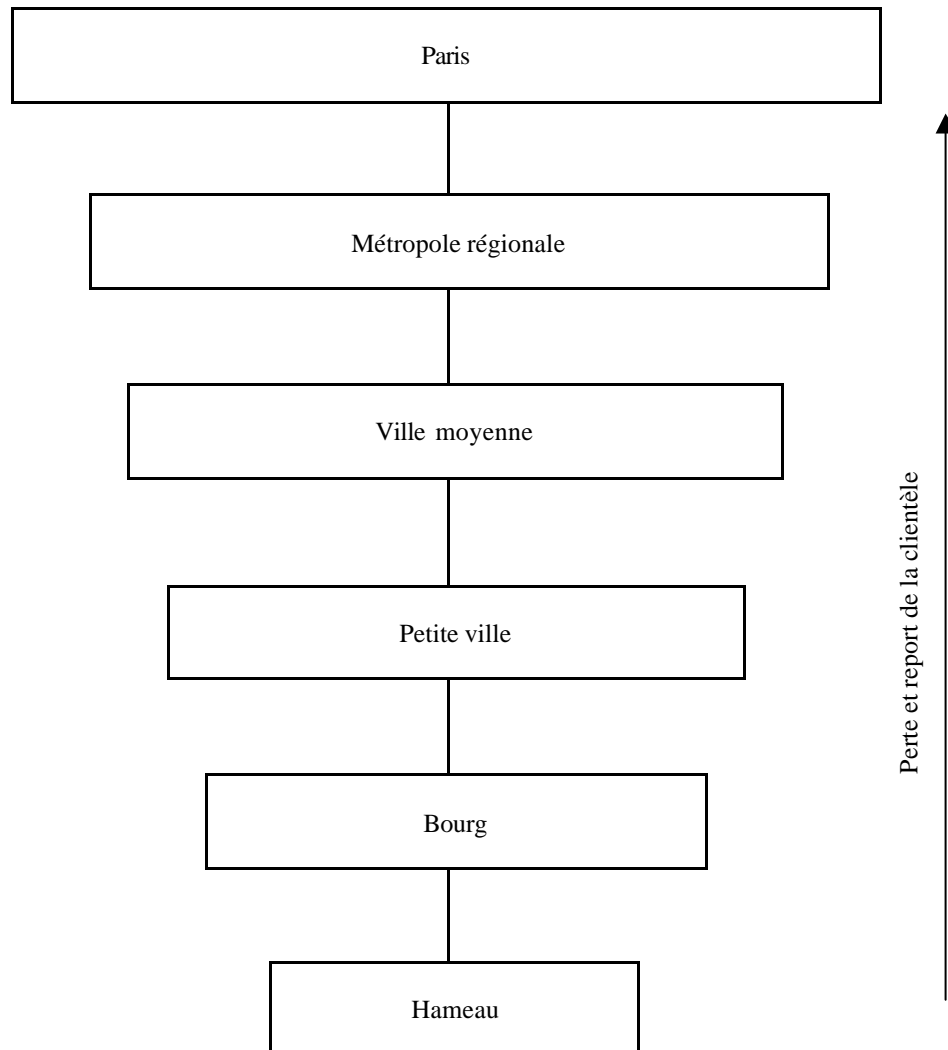 Paris
Métropole régionale
Ville moyenne
Petite ville
Bourg
Hameau
Perte et report de la clientèle